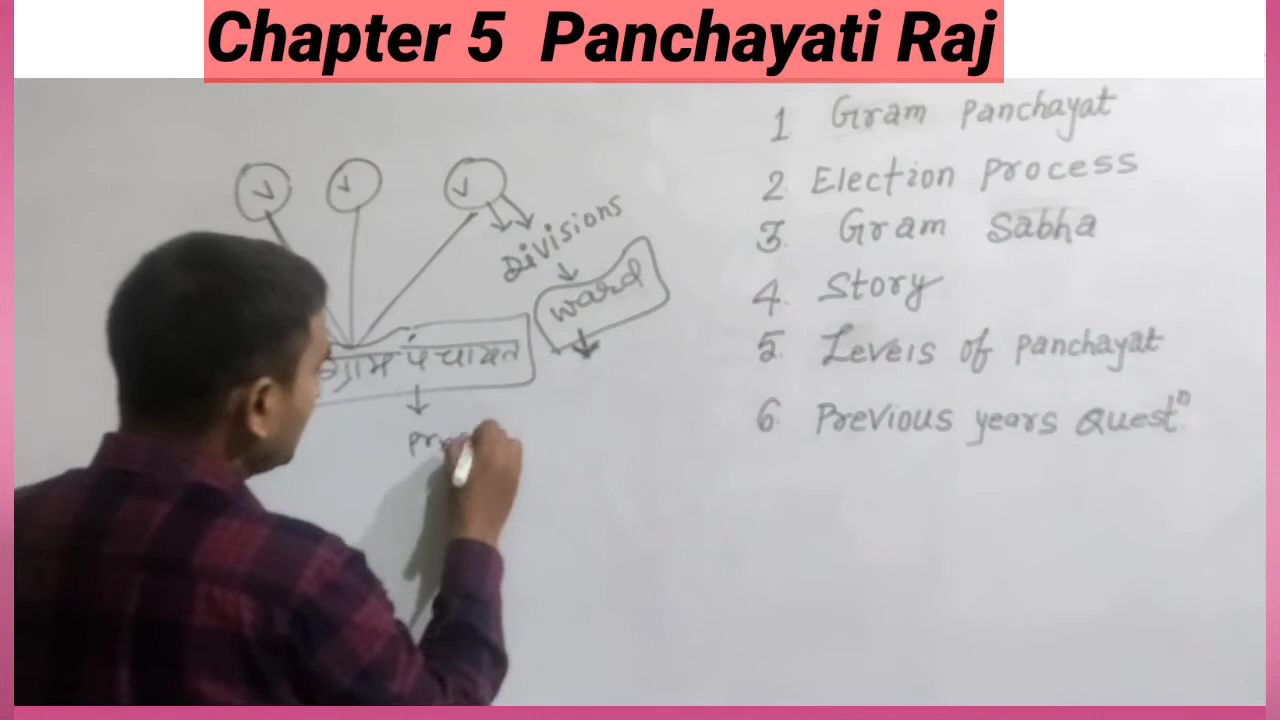 Chapter 5 Panchayati Raj
V V V
Divisions
ward
ग्राम पंचायत
1 Gram Panchayat
2 Election Process
3 Gram Sabha
4 Story
5 Levels of panchayat
6 Previous years Questⁿ